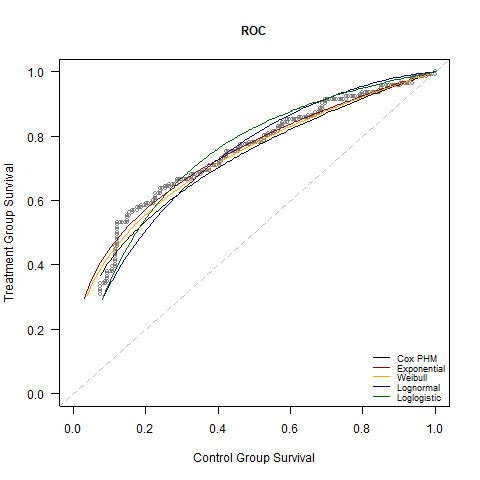 ROC
Treatment Group Survival
1.0
0.8
0.6
0.4
0.2
0.0
Cox PHM
Exponential
Weibull
Lognormal
Loglogistic
0.0 0.2 0.4 0.6 0.8 1.0
Control Group Survival